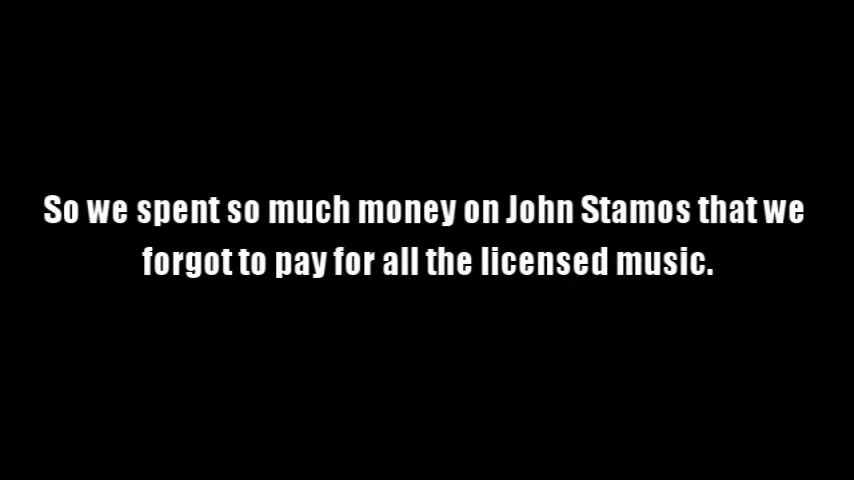 So we spent so much money on John Stamos that we
forgot to pay for all the licensed music.